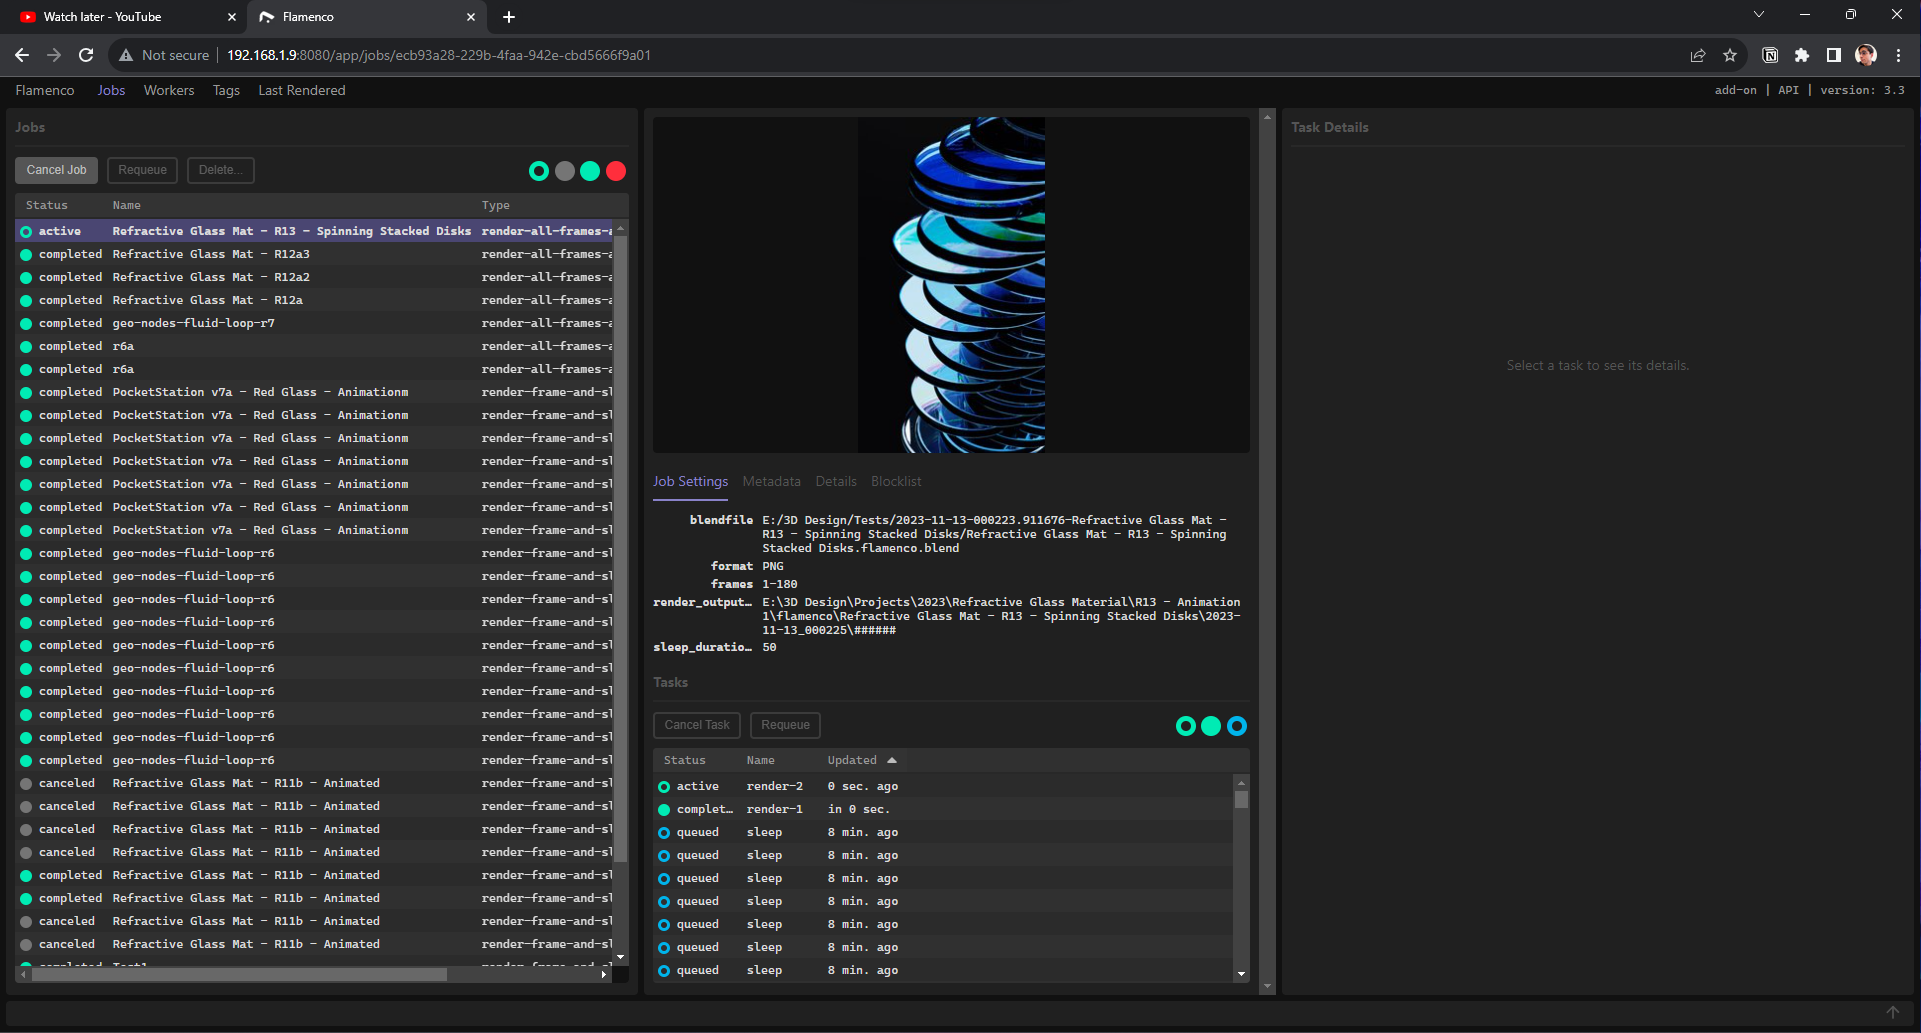 Watch later - YouTube
Flamenco
Not secure
192.168.1.9:8080/app/jobs/ecb93a28-229b-4faa-942e-cbd5666f9a01
Flamenco
Jobs
Workers
Tags
Last Rendered
add-on | API | version: 3.3
Jobs
Cancel Job
Requeue
Delete...
Status Name Type
active Refractive Glass Mat - R13 - Spinning Stacked Disks render-all-frames-a
completed Refractive Glass Mat - R12a3 render-all-frames-a
completed Refractive Glass Mat - R12a2 render-all-frames-a
completed Refractive Glass Mat - R12a render-all-frames-a
completed geo-nodes-fluid-loop-r7 render-all-frames-a
completed r6a render-all-frames-a
completed r6a render-all-frames-a
completed PocketStation v7a - Red Glass - Animationm render-frame-and-sl
completed PocketStation v7a - Red Glass - Animationm render-frame-and-sl
completed PocketStation v7a - Red Glass - Animationm render-frame-and-sl
completed PocketStation v7a - Red Glass - Animationm render-frame-and-sl
completed PocketStation v7a - Red Glass - Animationm render-frame-and-sl
completed PocketStation v7a - Red Glass - Animationm render-frame-and-sl
completed PocketStation v7a - Red Glass - Animationm render-frame-and-sl
completed geo-nodes-fluid-loop-r6 render-frame-and-sl
completed geo-nodes-fluid-loop-r6 render-frame-and-sl
completed geo-nodes-fluid-loop-r6 render-frame-and-sl
completed geo-nodes-fluid-loop-r6 render-frame-and-sl
completed geo-nodes-fluid-loop-r6 render-frame-and-sl
completed geo-nodes-fluid-loop-r6 render-frame-and-sl
completed geo-nodes-fluid-loop-r6 render-frame-and-sl
completed geo-nodes-fluid-loop-r6 render-frame-and-sl
completed geo-nodes-fluid-loop-r6 render-frame-and-sl
completed geo-nodes-fluid-loop-r6 render-frame-and-sl
canceled Refractive Glass Mat - R11b - Animated render-frame-and-sl
canceled Refractive Glass Mat - R11b - Animated render-frame-and-sl
canceled Refractive Glass Mat - R11b - Animated render-frame-and-sl
canceled Refractive Glass Mat - R11b - Animated render-frame-and-sl
completed Refractive Glass Mat - R11b - Animated render-frame-and-sl
completed Refractive Glass Mat - R11b - Animated render-frame-and-sl
canceled Refractive Glass Mat - R11b - Animated render-frame-and-sl
canceled Refractive Glass Mat - R11b - Animated render-frame-and-sl
Job Settings
Metadata
Details
Blocklist
blendfile E:/3D Design/Tests/2023-11-13-000223.911676-Refractive Glass Mat -
R13 - Spinning Stacked Disks/Refractive Glass Mat - R13 - Spinning
Stacked Disks.flamenco.blend
format PNG
frames 1-180
render_output… E:\3D Design\Projects\2023\Refractive Glass Material\R13 - Animation
1\flamenco\Refractive Glass Mat - R13 - Spinning Stacked Disks\2023-
11-13_000225\######
sleep_duratio… 50
Tasks
Cancel Task
Requeue
Status Name Updated
active render-2 0 sec. ago
complet… render-1 in 0 sec.
queued sleep 8 min. ago
queued sleep 8 min. ago
queued sleep 8 min. ago
queued sleep 8 min. ago
queued sleep 8 min. ago
queued sleep 8 min. ago
queued sleep 8 min. ago
Task Details
Select a task to see its details.